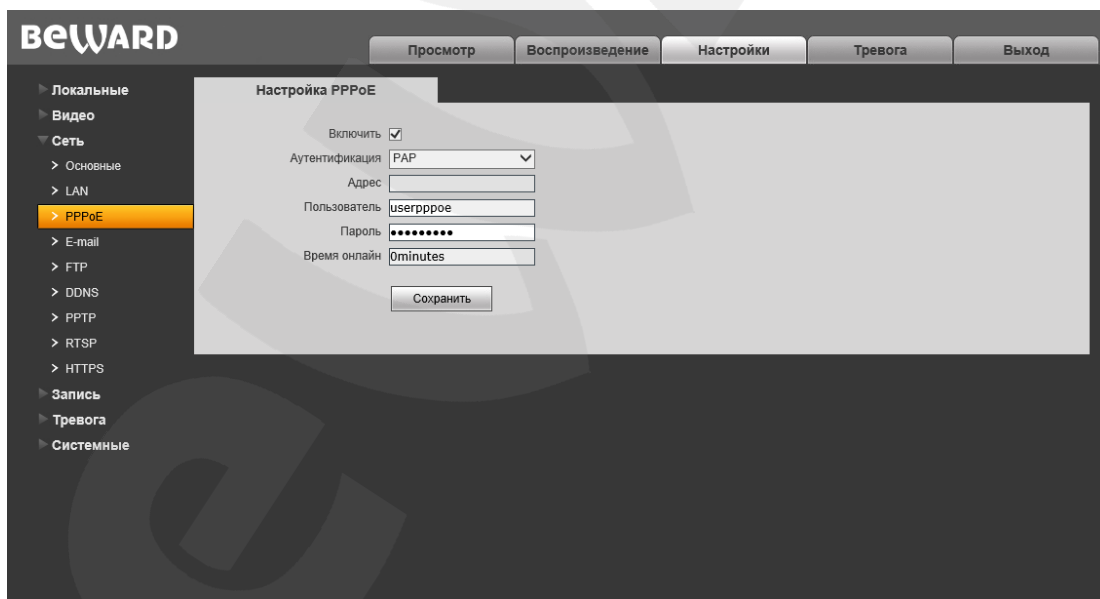 BEWARD
Просмотр
Воспроизведение
Настройки
Тревога
Выход
Локальные
Видео
Сеть
Основные
LAN
PPPoE
E-mail
FTP
DDNS
PPTP
RTSP
HTTPS
Запись
Тревога
Системные
Настройка PPPoE
Включить
Аутентификация PAP
Адрес
Пользователь userpppoe
Пароль •••••••••
Время онлайн 0minutes
Сохранить